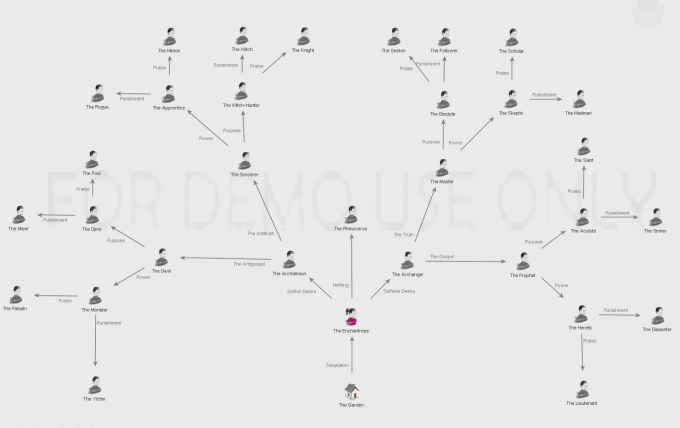 The Minion
The Witch
The Knight
The Seeker
The Follower
The Scholar
Praise
Punishment
Praise
Praise
Punishment
Praise
The Rogue
Punishment
The Apprentice
The Witch-Hunter
The Disciple
The Skeptic
Punishment
The Madman
Power
Purpose
Purpose
Power
The Fool
The Sorcerer
The Master
The Saint
Praise
Praise
The Miser
Punishment
The Djinn
The Rhinoceros
The Acolyte
Punishment
The Sinner
FOR DEMO USE ONLY
Purpose
The Antitruth
The Truth
Purpose
The Devil
The Antigospel
The Archdemon
The Archangel
The Gospel
The Prophet
Power
Selfish Desire
Nothing
Selfless Desire
Power
The Paladin
Praise
The Monster
Punishment
The Enchantress
The Heretic
Punishment
The Dissenter
Praise
Temptation
The Victim
The Garden
The Lieutenant